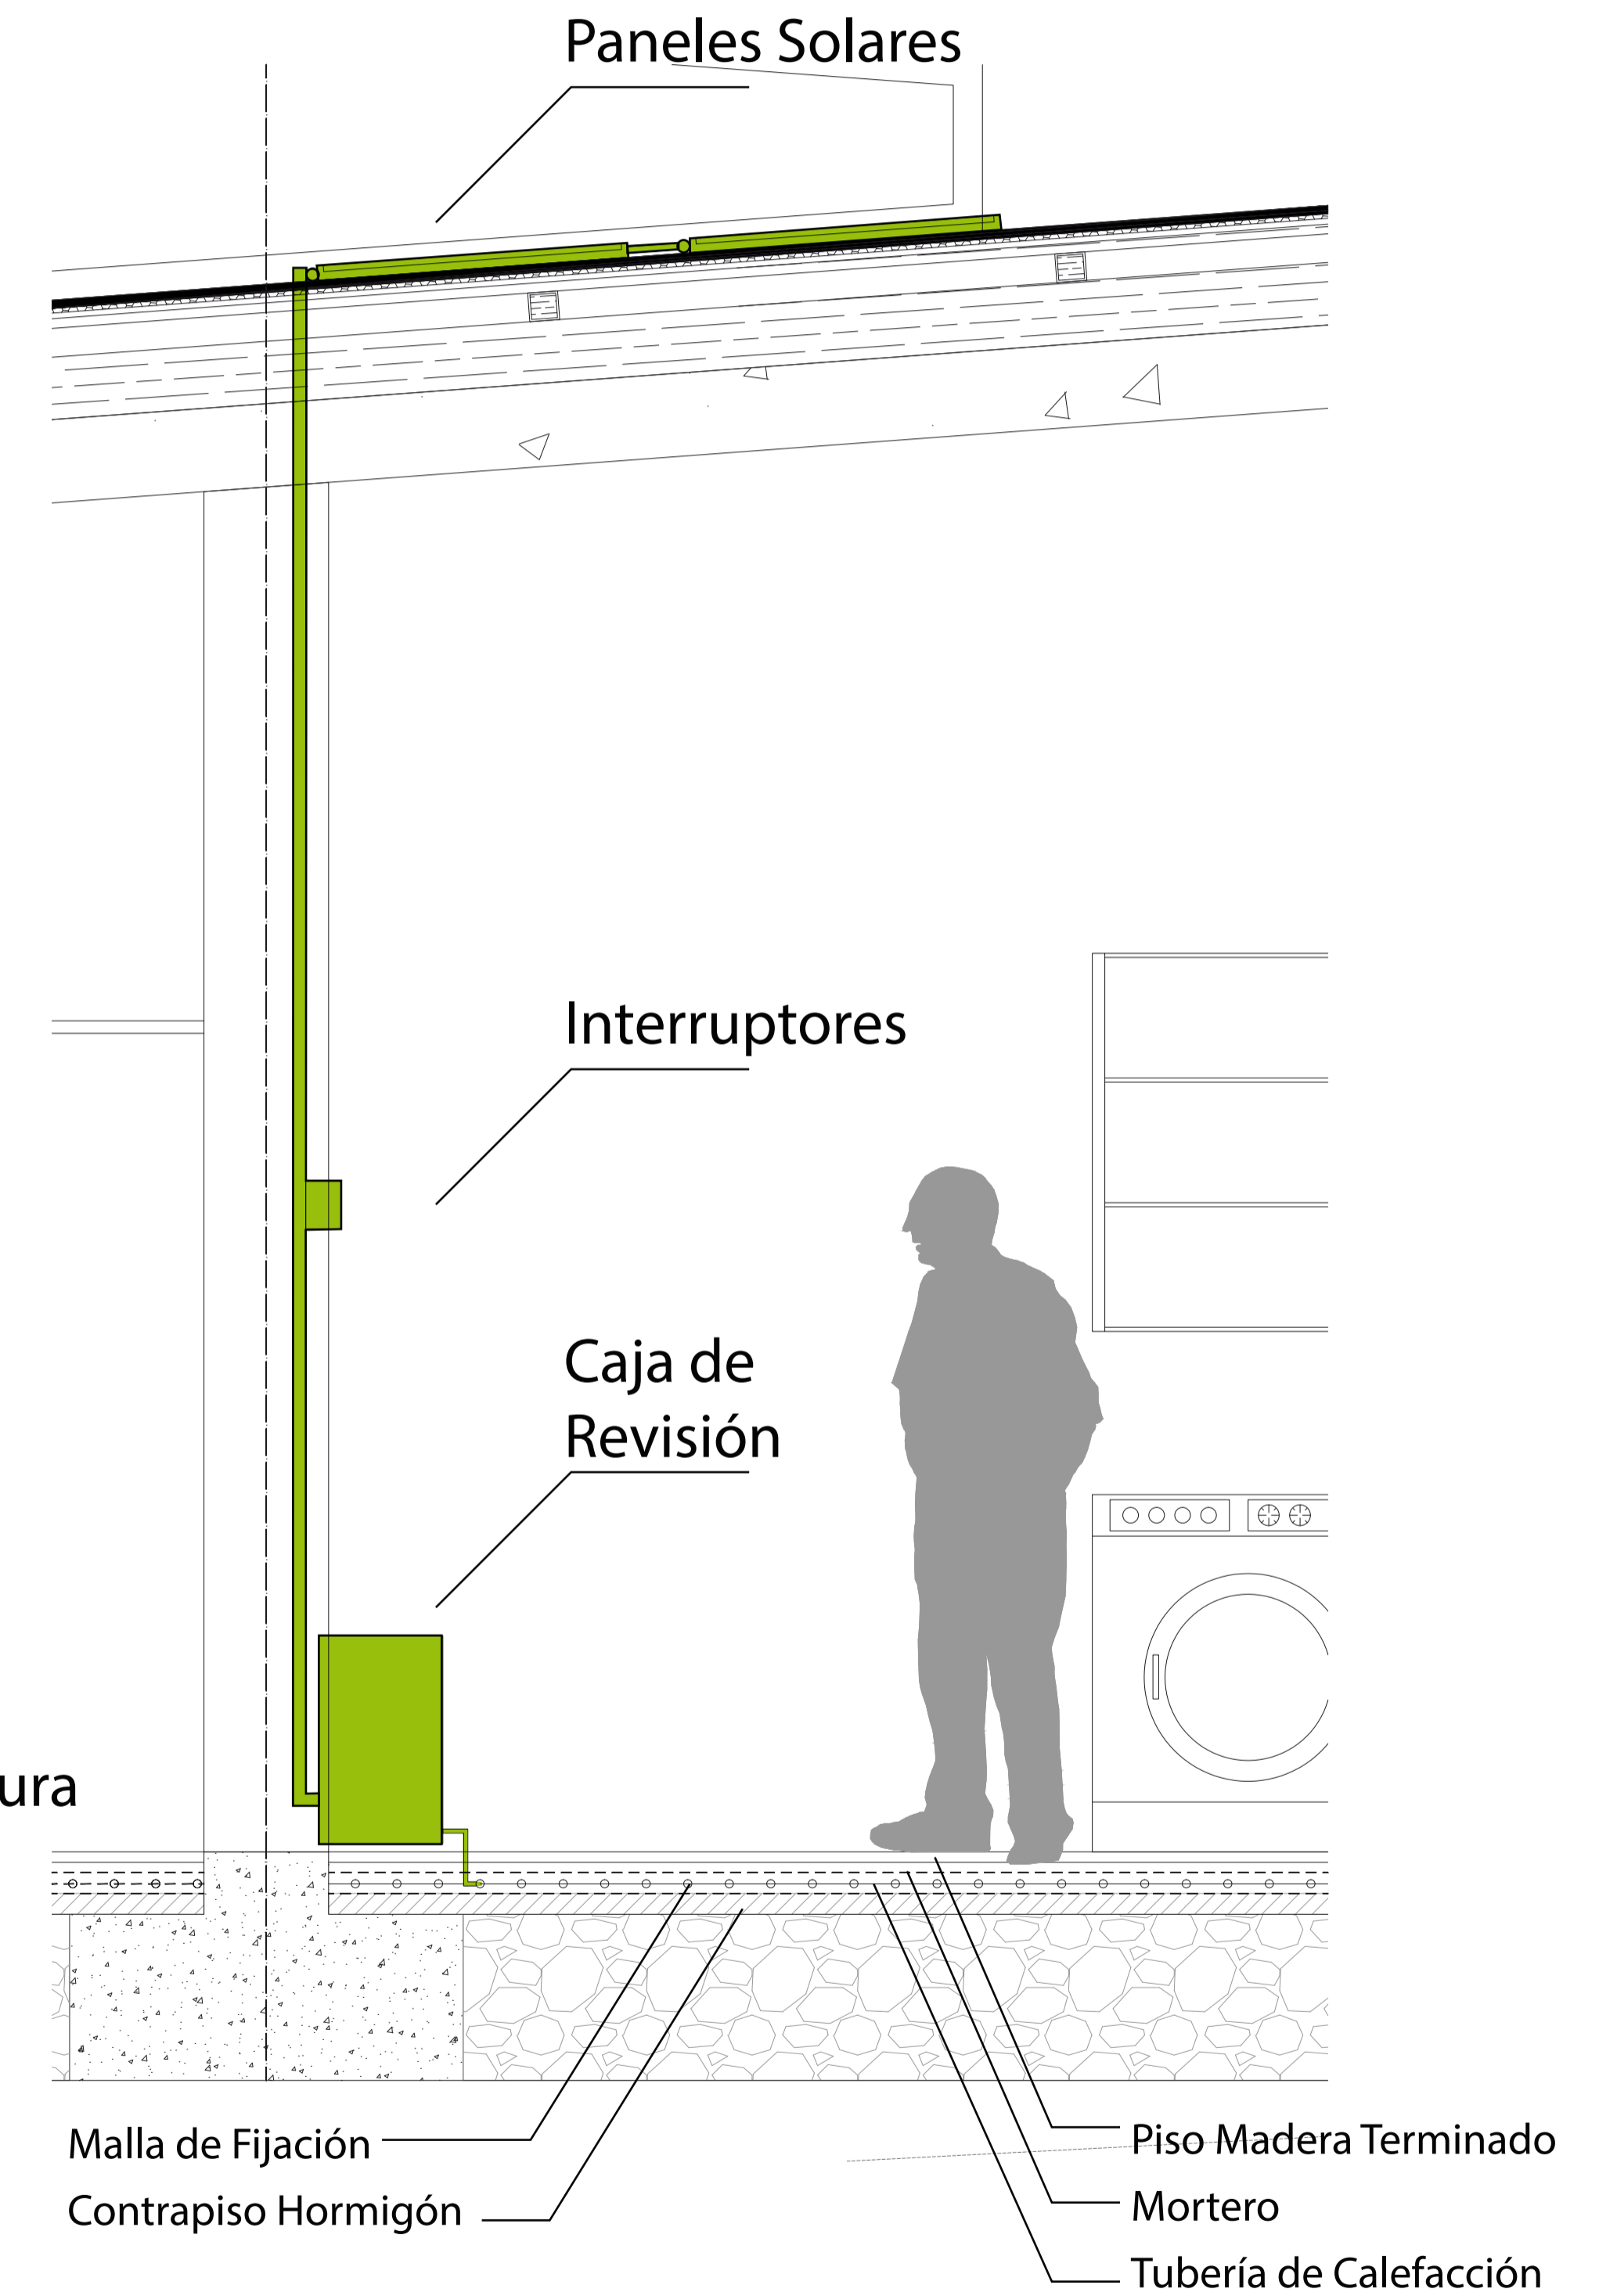 Paneles Solares
Interruptores
Caja de
Revisión
ura
Malla de Fijación
Contrapiso Hormigón
Piso Madera Terminado
Mortero
Tubería de Calefacción